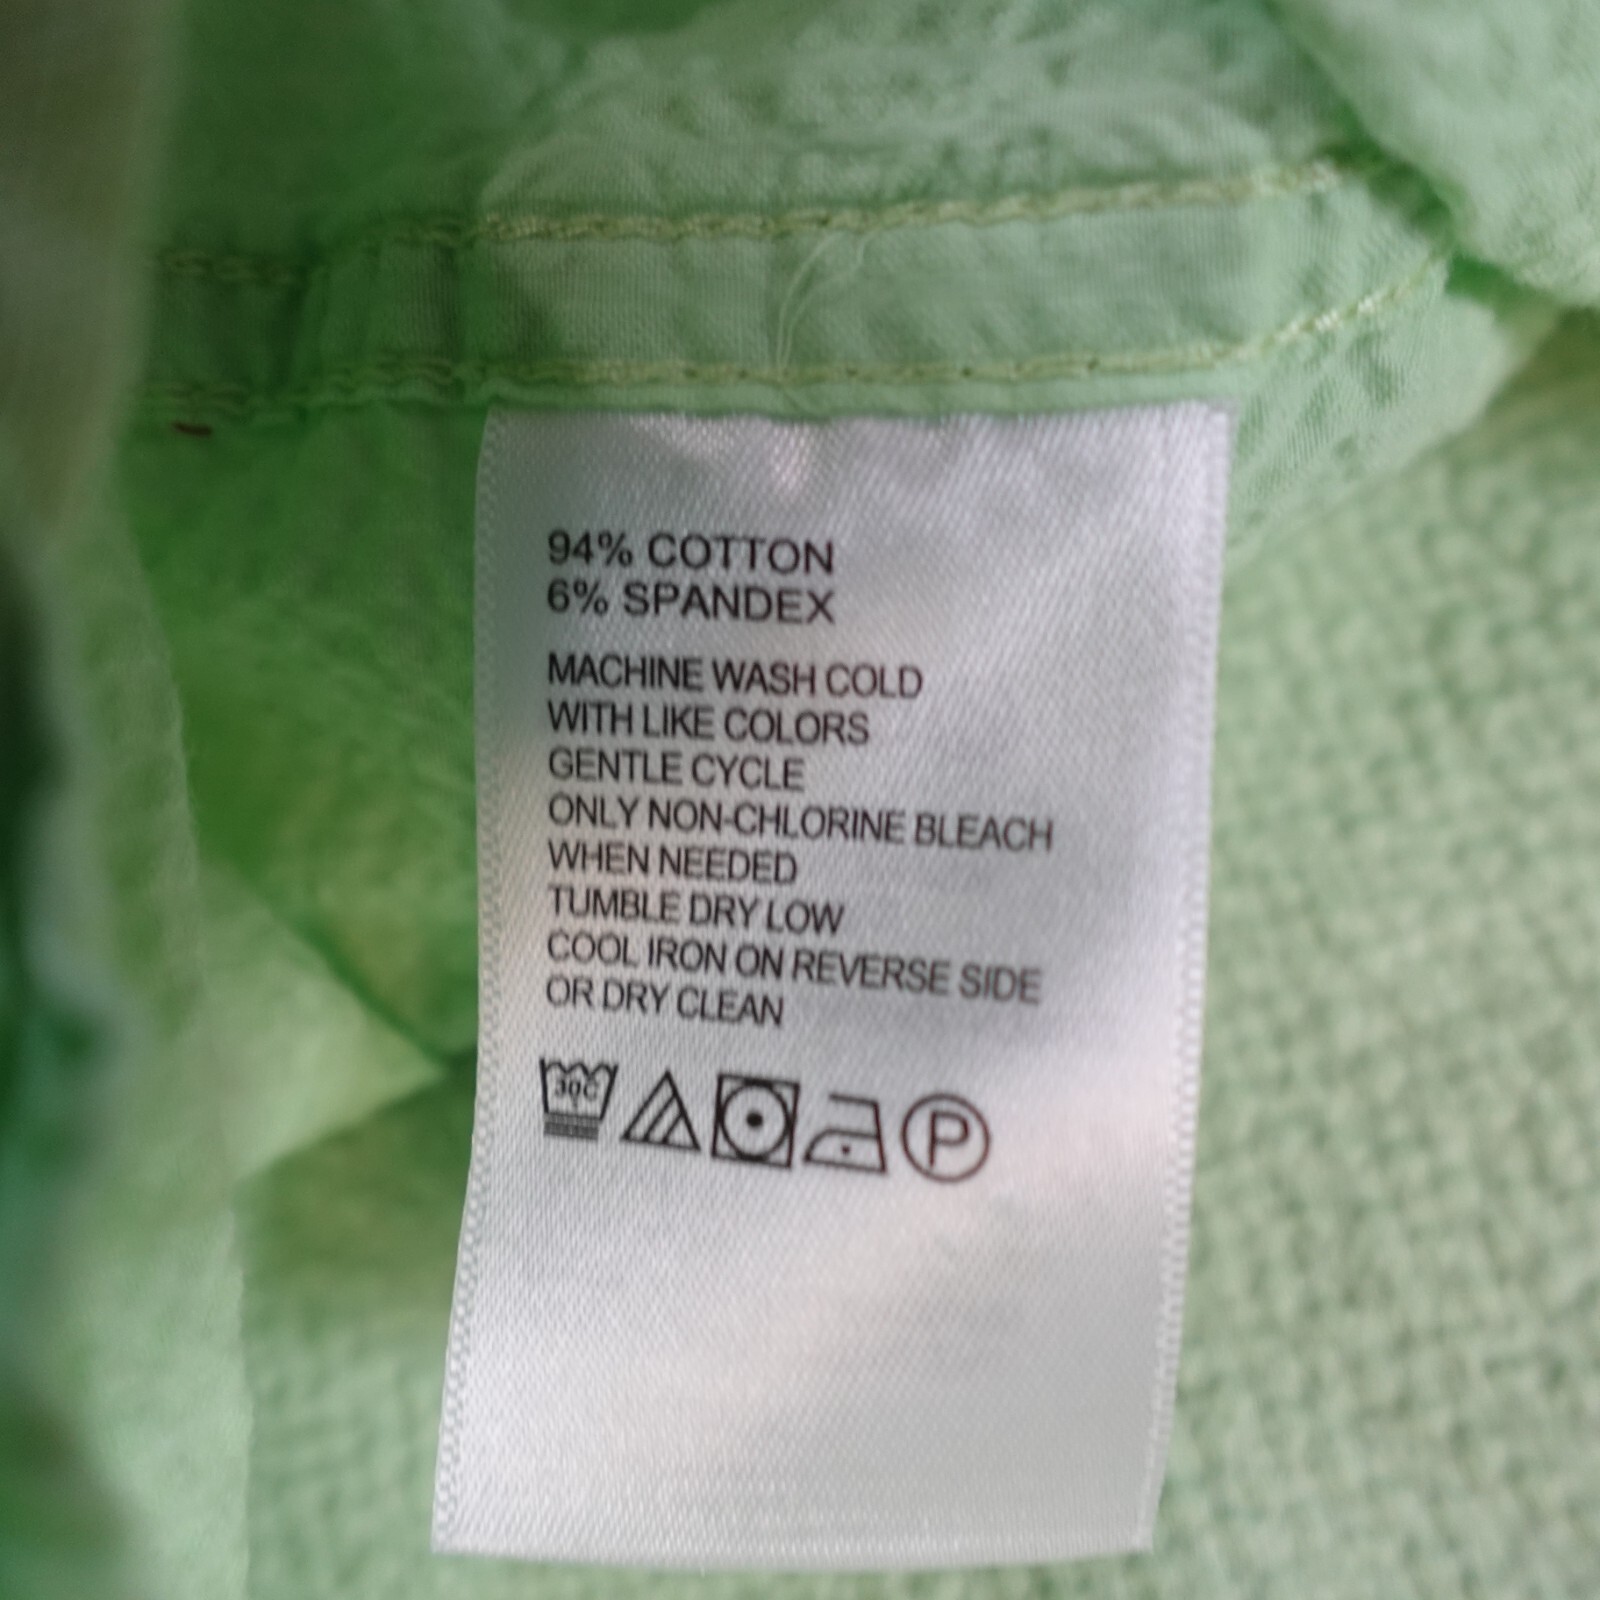 94% COTTON
6% SPANDEX
MACHINE WASH COLD
WITH LIKE COLORS
GENTLE CYCLE
ONLY NON-CHLORINE BLEACH
WHEN NEEDED
TUMBLE DRY LOW
COOL IRON ON REVERSE SIDE
OR DRY CLEAN
30C
P